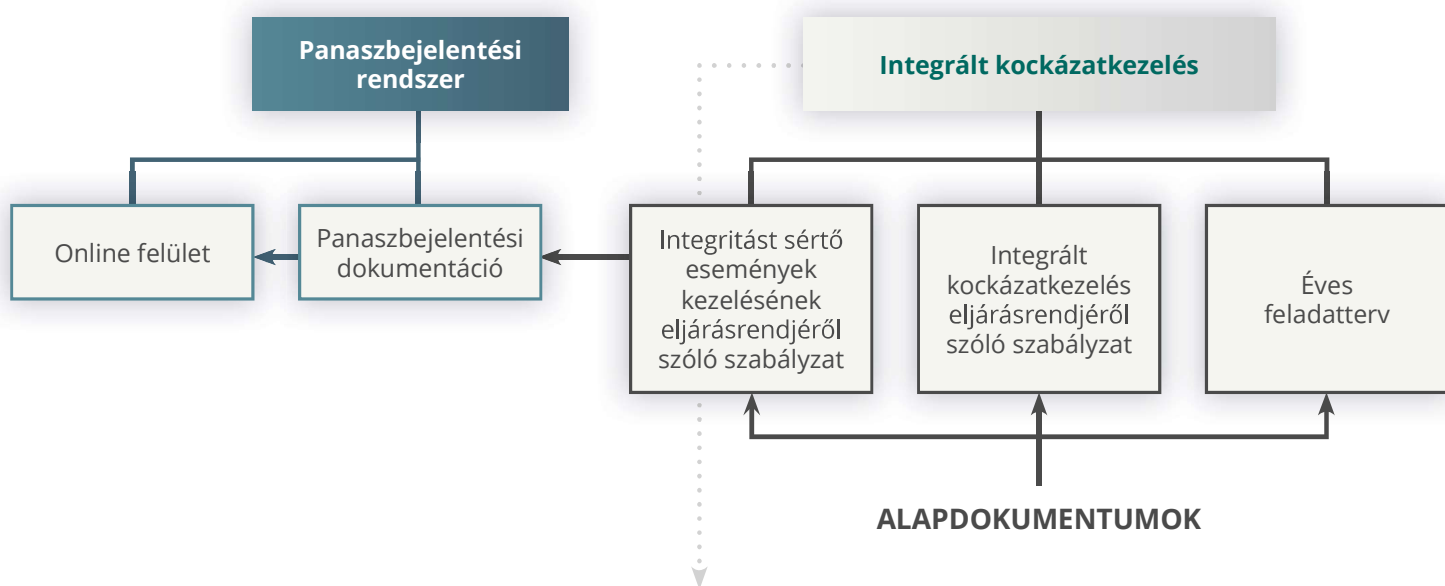 Panaszbejelentési
rendszer
Integrált kockázatkezelés
Online felület
Panaszbejelentési
dokumentáció
Integritást sértő
események
kezelésének
eljárásrendjéről
szóló szabályzat
Integrált
kockázatkezelés
eljárásrendjéről
szóló szabályzat
Éves
feladatterv
ALAPDOKUMENTUMOK